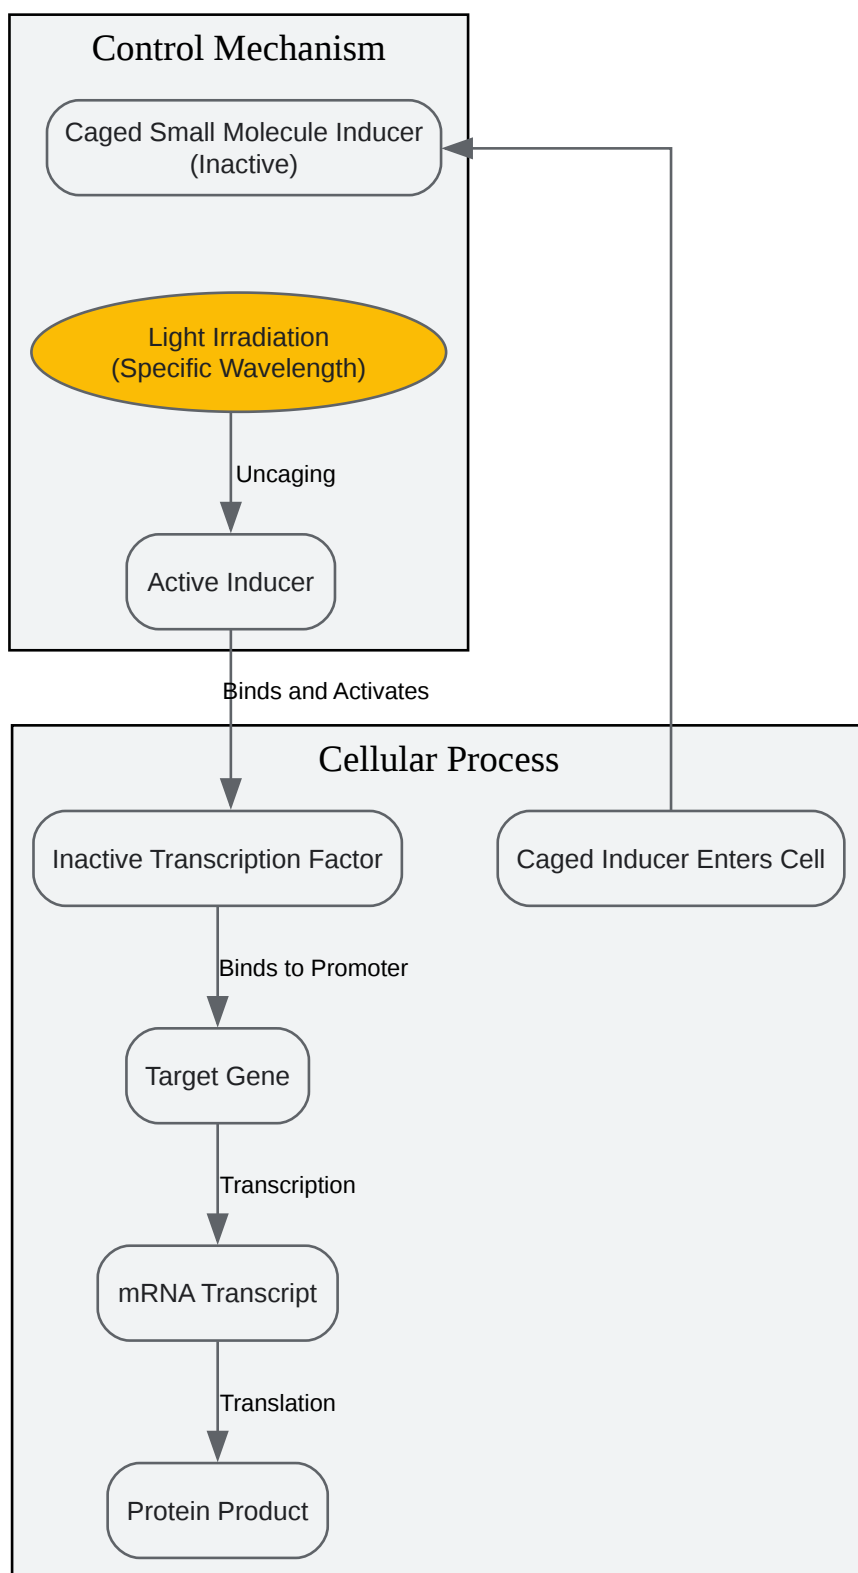 Control Mechanism
Caged Small Molecule Inducer
(Inactive)
Light Irradiation
(Specific Wavelength)
Uncaging
Active Inducer
Binds and Activates
Cellular Process
Inactive Transcription Factor
Caged Inducer Enters Cell
Binds to Promoter
Target Gene
Transcription
mRNA Transcript
Translation
Protein Product